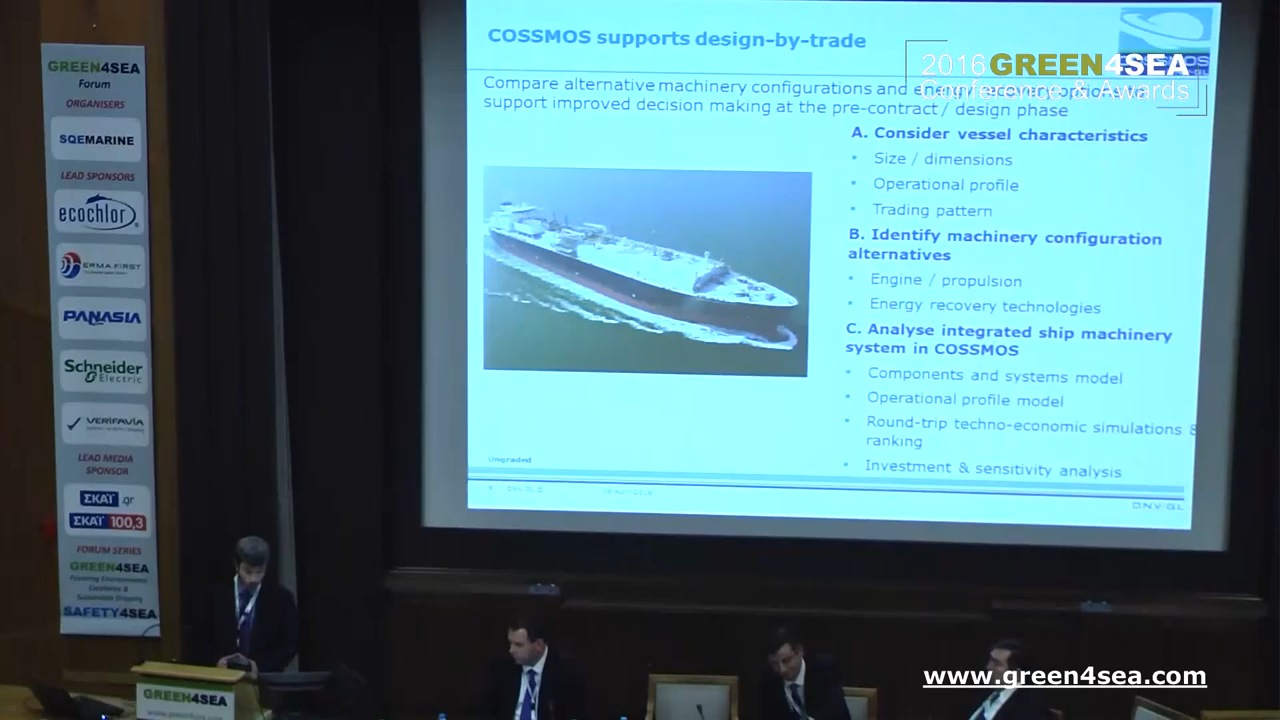 GREEN4SEA
Forum
ORGANISERS
SQEMARINE
LEAD SPONSORS
ecochlor
ERMA FIRST
PANASIA
Schneider
Electric
VERIFAVIA
LEAD MEDIA
SPONSOR
ΣΚΑΪ .gr
ΣΚΑΪ 100,3
FORUM SERIES
GREEN4SEA
SAFETY4SEA
COSSMOS supports design-by-trade
Compare alternative machinery configurations and energy recovery options to
support improved decision making at the pre-contract / design phase
A. Consider vessel characteristics
• Size / dimensions
• Operational profile
• Trading pattern
B. Identify machinery configuration
alternatives
• Engine / propulsion
• Energy recovery technologies
C. Analyse integrated ship machinery
system in COSSMOS
• Components and systems model
• Operational profile model
• Round-trip techno-economic simulations &
ranking
• Investment & sensitivity analysis
Ungraded
DNV·GL
2016 GREEN4SEA
Conference & Awards
GREEN4SEA
www.green4sea.com